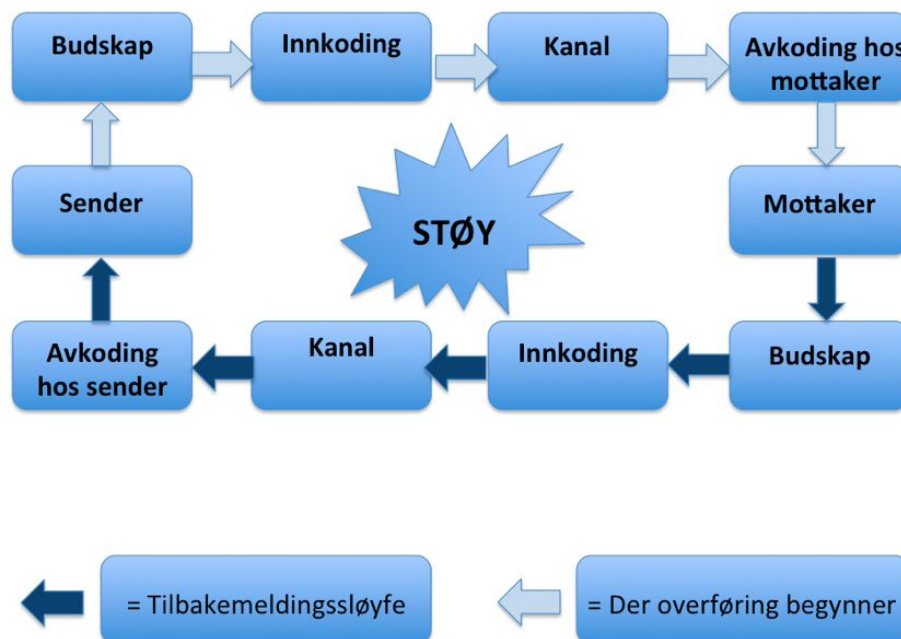 Budskap
Innkoding
Kanal
Avkoding hos
mottaker
Sender
STØY
Mottaker
Avkoding
hos sender
Kanal
Innkoding
Budskap
= Tilbakemeldingssløyfe
= Der overføring begynner